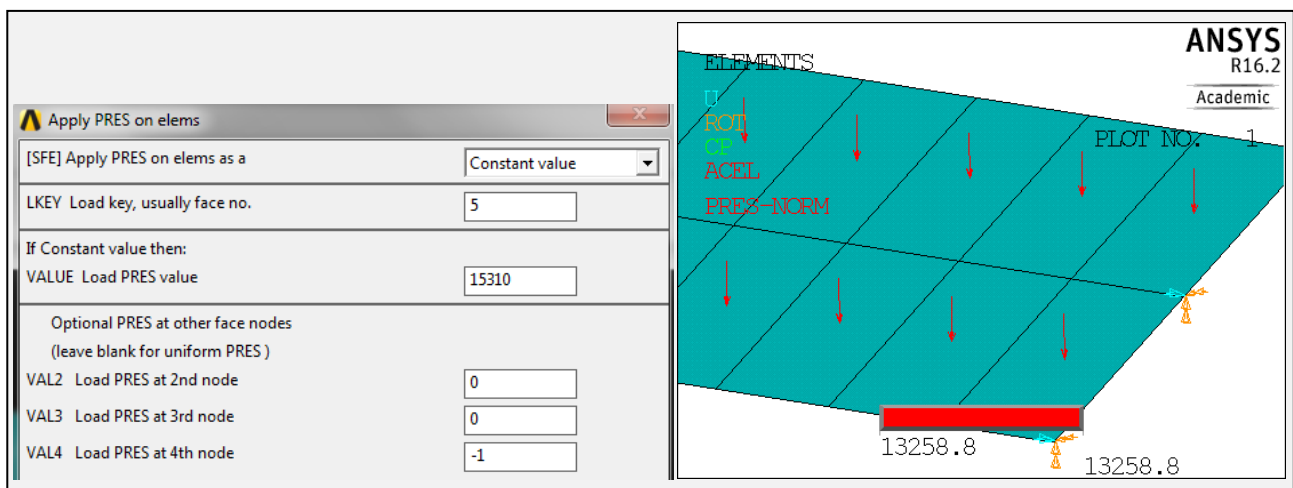 Apply PRES on elems
[SFE] Apply PRES on elems as a Constant value
LKEY Load key, usually face no. 5
If Constant value then:
VALUE Load PRES value 15310
Optional PRES at other face nodes
(leave blank for uniform PRES )
VAL2 Load PRES at 2nd node 0
VAL3 Load PRES at 3rd node 0
VAL4 Load PRES at 4th node -1
ANSYS
R16.2
Academic
ELEMENTS
U
ROT
CP
ACEL
PRES-NORM
PLOT NO. 1
13258.8
13258.8